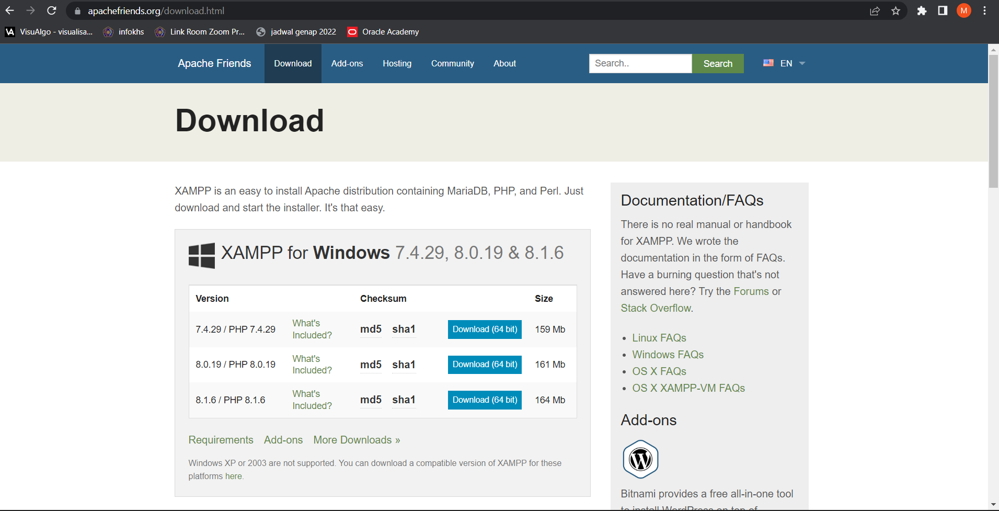 apachefriends.org/download.html
M
VisuAlgo - visualisa...
infokhs
Link Room Zoom Pr...
jadwal genap 2022
Oracle Academy
Apache Friends
Download
Add-ons
Hosting
Community
About
Search..
Search
EN
Download
XAMPP is an easy to install Apache distribution containing MariaDB, PHP, and Perl. Just
download and start the installer. It's that easy.
XAMPP for Windows 7.4.29, 8.0.19 & 8.1.6
Version Checksum Size
7.4.29 / PHP 7.4.29 What's Included? md5 sha1 Download (64 bit) 159 Mb
8.0.19 / PHP 8.0.19 What's Included? md5 sha1 Download (64 bit) 161 Mb
8.1.6 / PHP 8.1.6 What's Included? md5 sha1 Download (64 bit) 164 Mb
Requirements Add-ons More Downloads »
Windows XP or 2003 are not supported. You can download a compatible version of XAMPP for these
platforms here.
Documentation/FAQs
There is no real manual or handbook
for XAMPP. We wrote the
documentation in the form of FAQs.
Have a burning question that's not
answered here? Try the Forums or
Stack Overflow.
• Linux FAQs
• Windows FAQs
• OS X FAQs
• OS X XAMPP-VM FAQs
Add-ons
Bitnami provides a free all-in-one tool
to install WordPress on top of